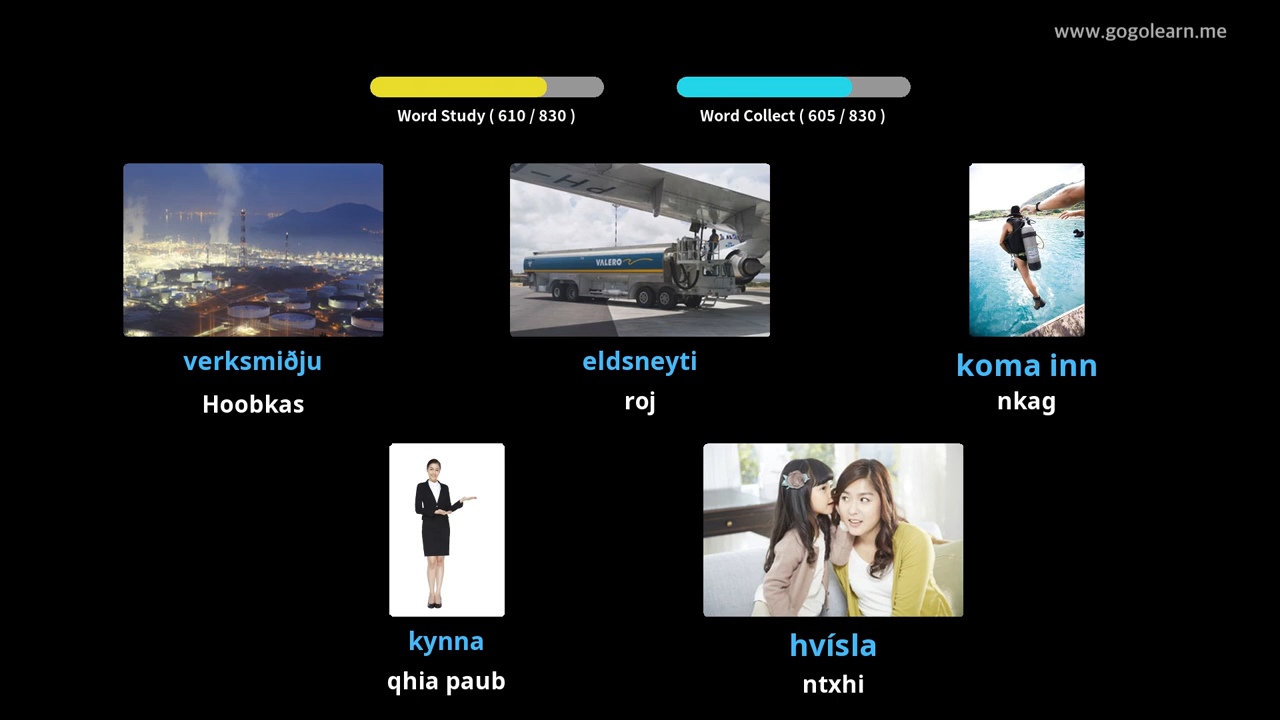 www.gogolearn.me
Word Study ( 610 / 830 )
Word Collect ( 605 / 830 )
VALERO
verksmiðju
eldsneyti
koma inn
Hoobkas
roj
nkag
kynna
hvísla
qhia paub
ntxhi